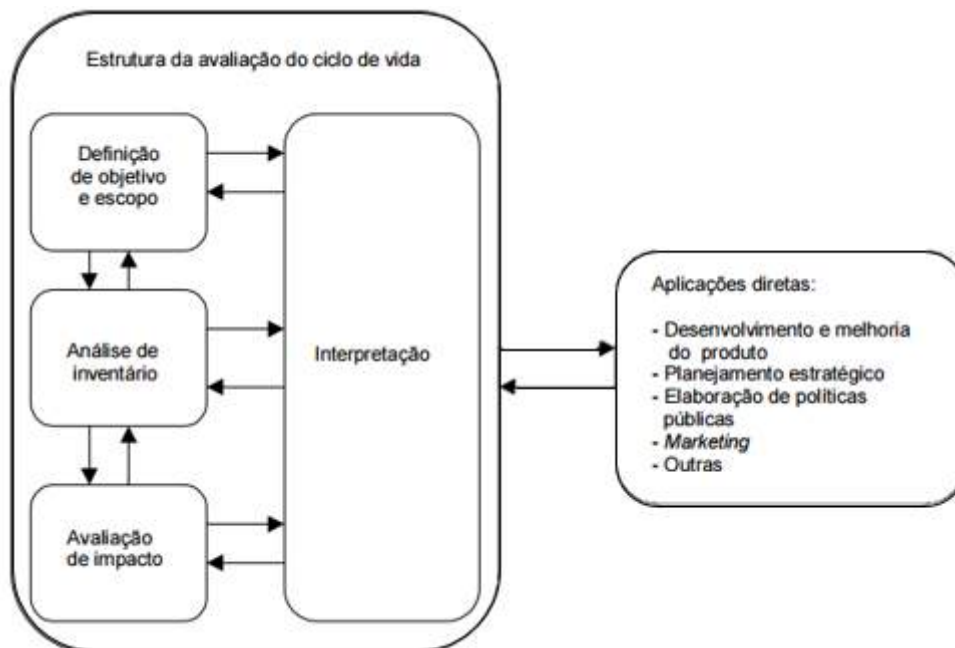 Estrutura da avaliação do ciclo de vida
Definição
de objetivo
e escopo
Análise de
inventário
Avaliação
de impacto
Interpretação
Aplicações diretas:
- Desenvolvimento e melhoria
do produto
- Planejamento estratégico
- Elaboração de políticas
públicas
- Marketing
- Outras